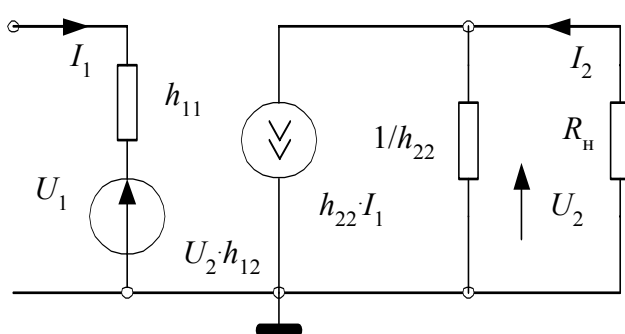 I₁
I₂
h₁₁
1/h₂₂
Rн
U₁
h₂₂·I₁
U₂
U₂·h₁₂